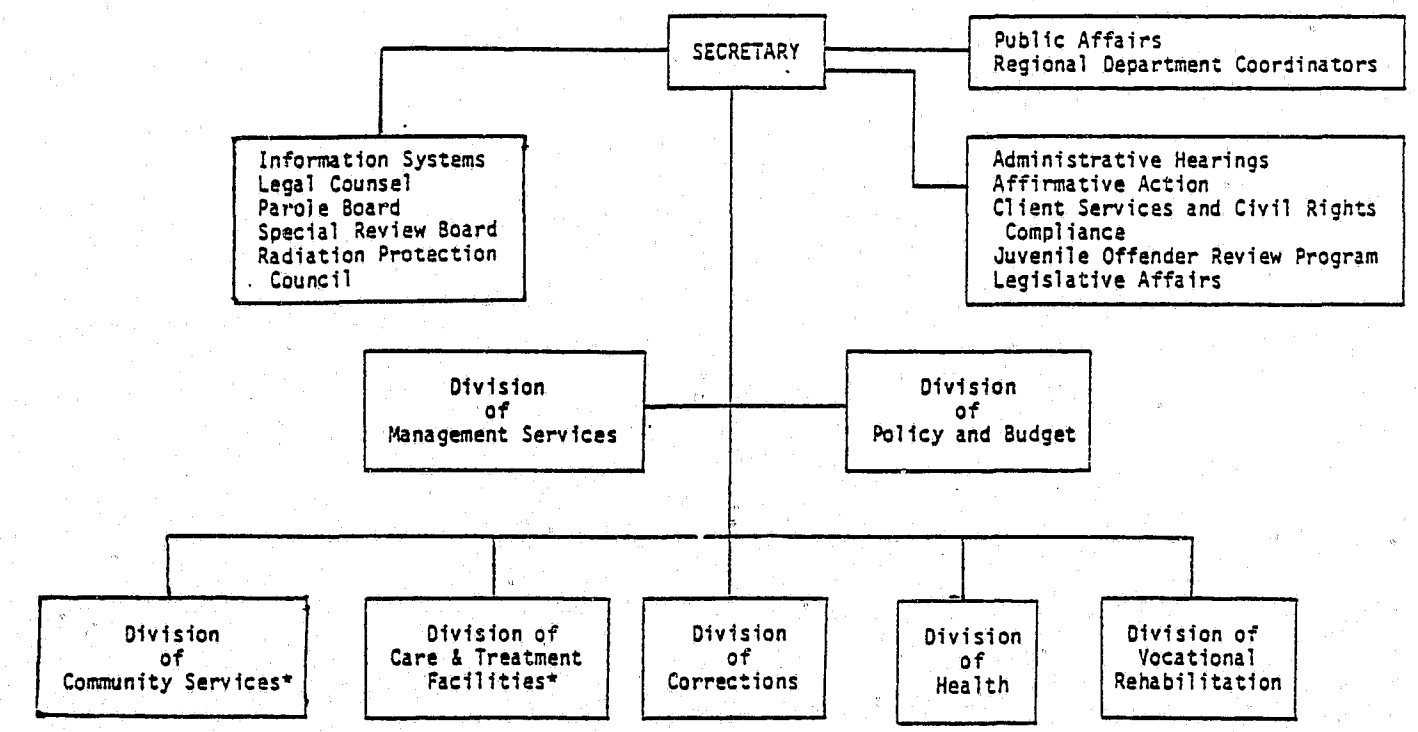 SECRETARY
Public Affairs
Regional Department Coordinators
Information Systems
Legal Counsel
Parole Board
Special Review Board
Radiation Protection
Council
Administrative Hearings
Affirmative Action
Client Services and Civil Rights
Compliance
Juvenile Offender Review Program
Legislative Affairs
Division
of
Management Services
Division
of
Policy and Budget
Division
of
Community Services*
Division of
Care & Treatment
Facilities*
Division
of
Corrections
Division
of
Health
Division of
Vocational
Rehabilitation